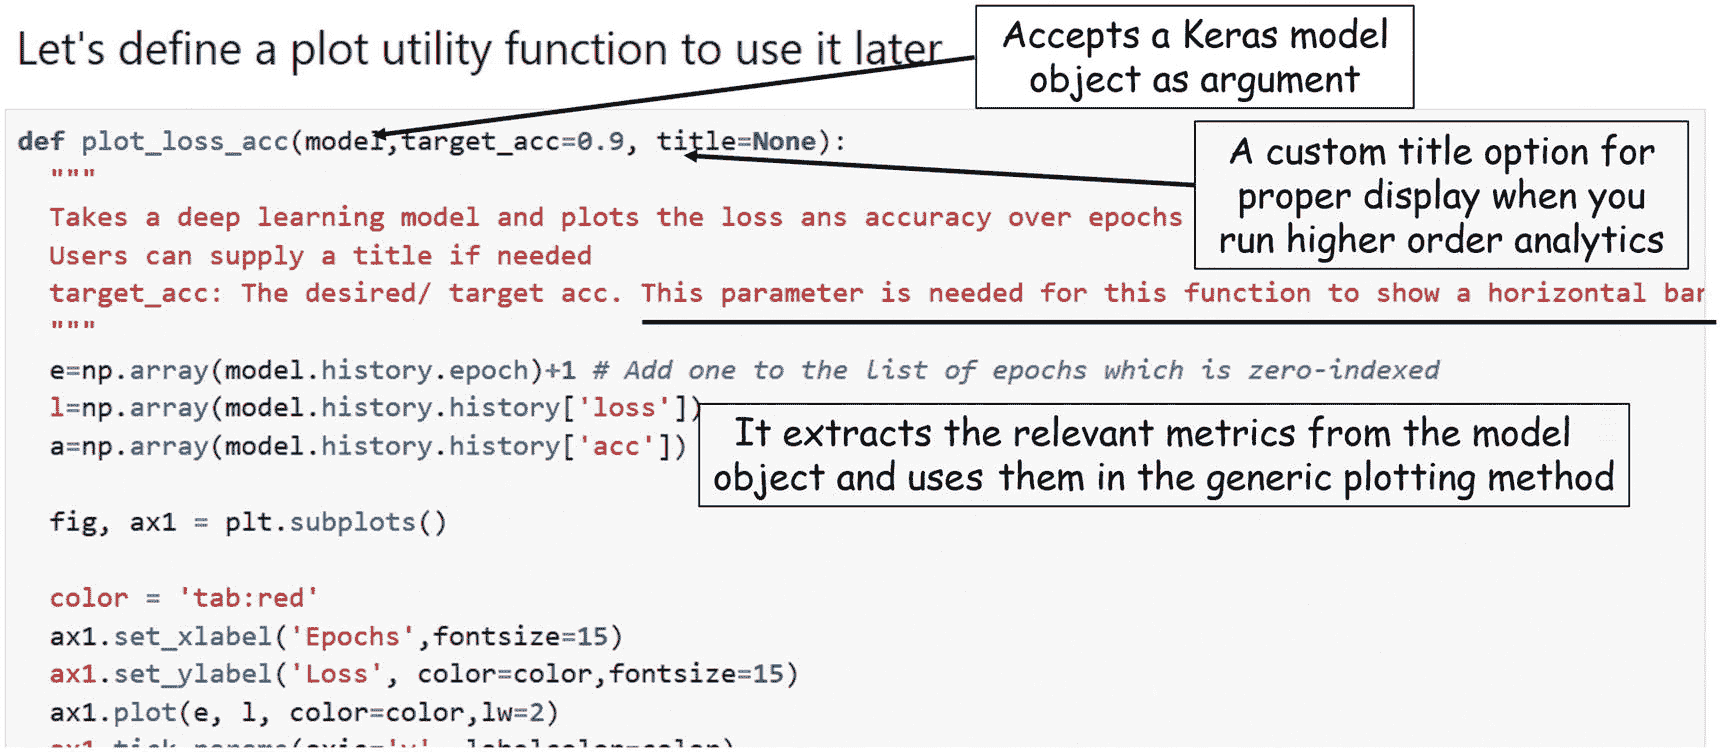 Let's define a plot utility function to use it later
Accepts a Keras model
object as argument
def plot_loss_acc(model,target_acc=0.9, title=None):
A custom title option for
proper display when you
run higher order analytics
"""
Takes a deep learning model and plots the loss ans accuracy over epochs
Users can supply a title if needed
target_acc: The desired/ target acc. This parameter is needed for this function to show a horizontal bar
"""
e=np.array(model.history.epoch)+1 # Add one to the list of epochs which is zero-indexed
l=np.array(model.history.history['loss'])
a=np.array(model.history.history['acc'])
It extracts the relevant metrics from the model
object and uses them in the generic plotting method
fig, ax1 = plt.subplots()
color = 'tab:red'
ax1.set_xlabel('Epochs',fontsize=15)
ax1.set_ylabel('Loss', color=color,fontsize=15)
ax1.plot(e, l, color=color,lw=2)
ax1.tick_params(axis='y', labelcolor=color)